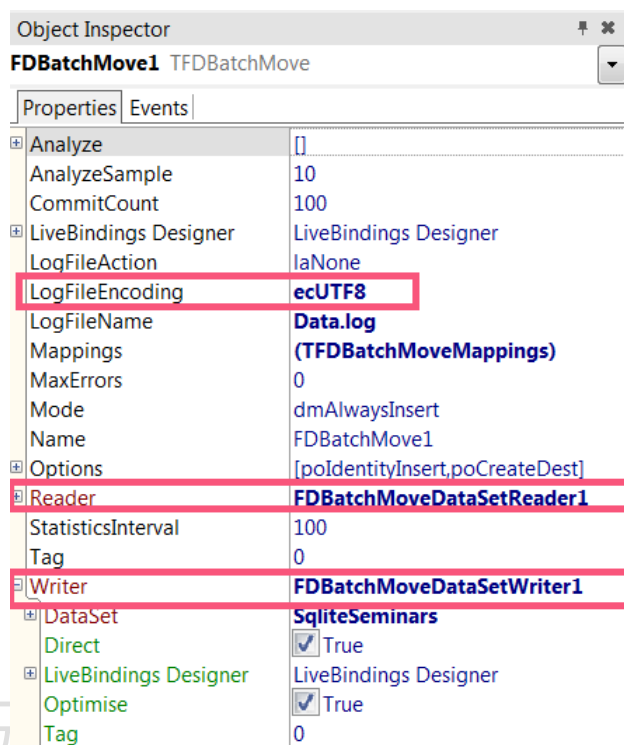 Object Inspector
FDBatchMove1 TFDBatchMove
Properties Events
Analyze []
AnalyzeSample 10
CommitCount 100
LiveBindings Designer LiveBindings Designer
LogFileAction laNone
LogFileEncoding ecUTF8
LogFileName Data.log
Mappings (TFDBatchMoveMappings)
MaxErrors 0
Mode dmAlwaysInsert
Name FDBatchMove1
Options [poIdentityInsert,poCreateDest]
Reader FDBatchMoveDataSetReader1
StatisticsInterval 100
Tag 0
Writer FDBatchMoveDataSetWriter1
DataSet SqliteSeminars
Direct True
LiveBindings Designer LiveBindings Designer
Optimise True
Tag 0